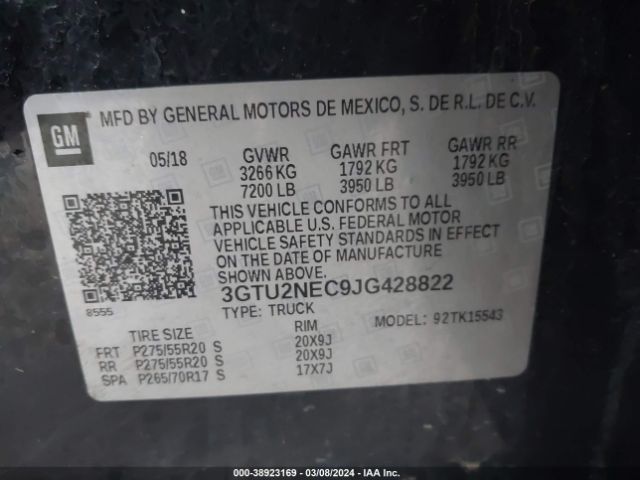 GM
MFD BY GENERAL MOTORS DE MEXICO, S. DE R.L. DE C.V.
05/18 GVWR GAWR FRT GAWR RR
3266 KG 1792 KG 1792 KG
7200 LB 3950 LB 3950 LB
THIS VEHICLE CONFORMS TO ALL
APPLICABLE U.S. FEDERAL MOTOR
VEHICLE SAFETY STANDARDS IN EFFECT
ON THE DATE OF MANUFACTURE
SHOWN ABOVE.
8555 3GTU2NEC9JG428822
TYPE: TRUCK MODEL: 92TK15543
TIRE SIZE RIM
FRT P275/55R20 S 20X9J
RR P275/55R20 S 20X9J
SPA P265/70R17 S 17X7J
000-38923169 — 03/08/2024 — IAA Inc.